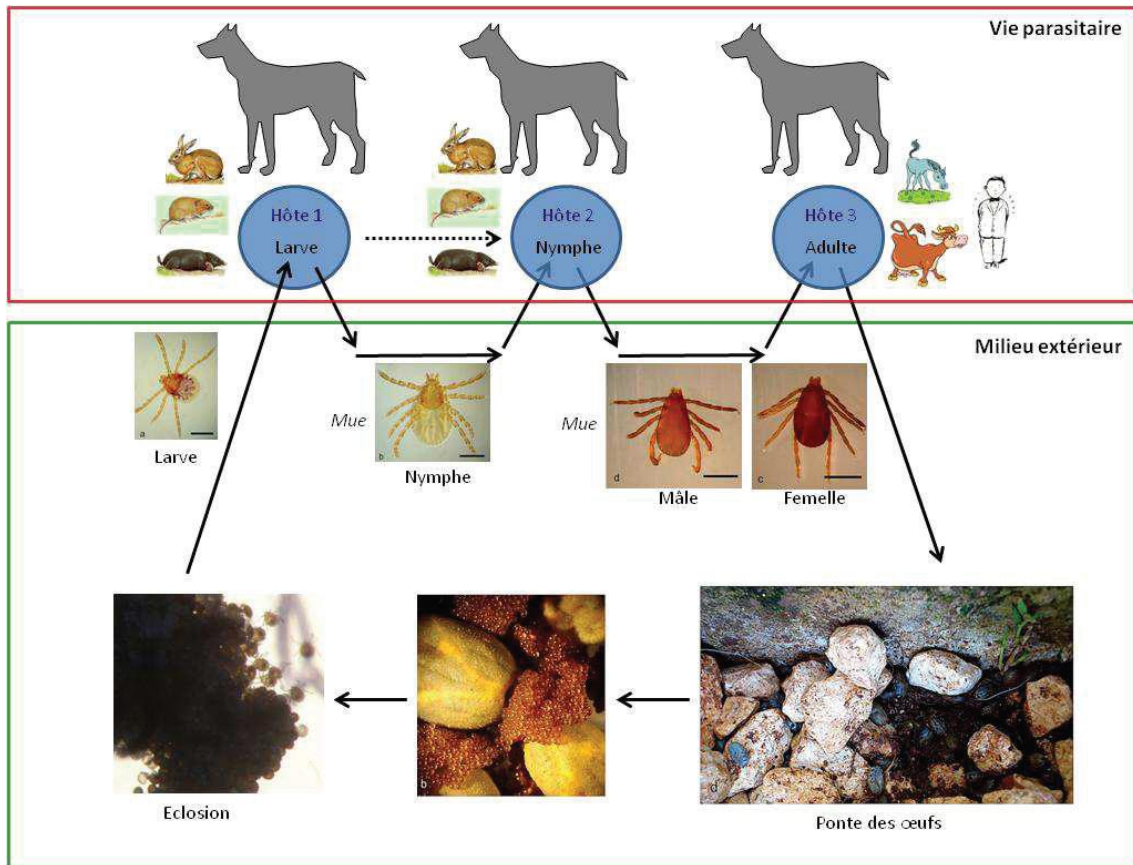 Vie parasitaire
Hôte 1
Larve
Hôte 2
Nymphe
Hôte 3
Adulte
Milieu extérieur
a
Larve
Mue
b
Nymphe
Mue
d
Mâle
c
Femelle
Eclosion
b
d
Ponte des œufs